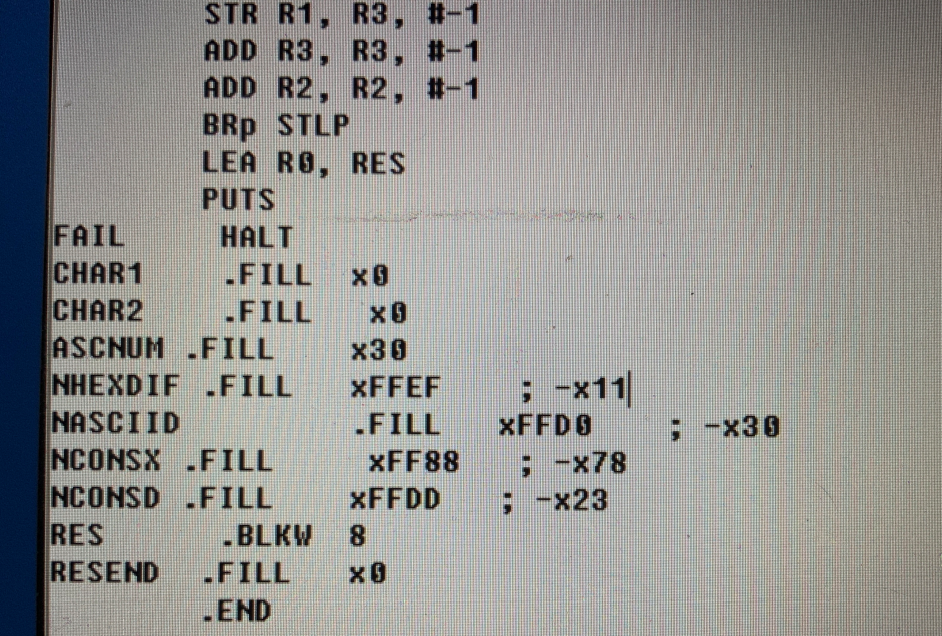 STR R1, R3, #-1
ADD R3, R3, #-1
ADD R2, R2, #-1
BRp STLP
LEA R0, RES
PUTS
FAIL HALT
CHAR1 .FILL x0
CHAR2 .FILL x0
ASCNUM .FILL x30
NHEXDIF .FILL xFFEF ; -x11
NASCIID .FILL xFFD0 ; -x30
NCONSX .FILL xFF88 ; -x78
NCONSD .FILL xFFDD ; -x23
RES .BLKW 8
RESEND .FILL x0
.END